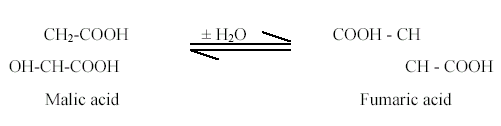 CH₂-COOH ± H₂O COOH - CH
OH-CH-COOH CH - COOH
Malic acid Fumaric acid